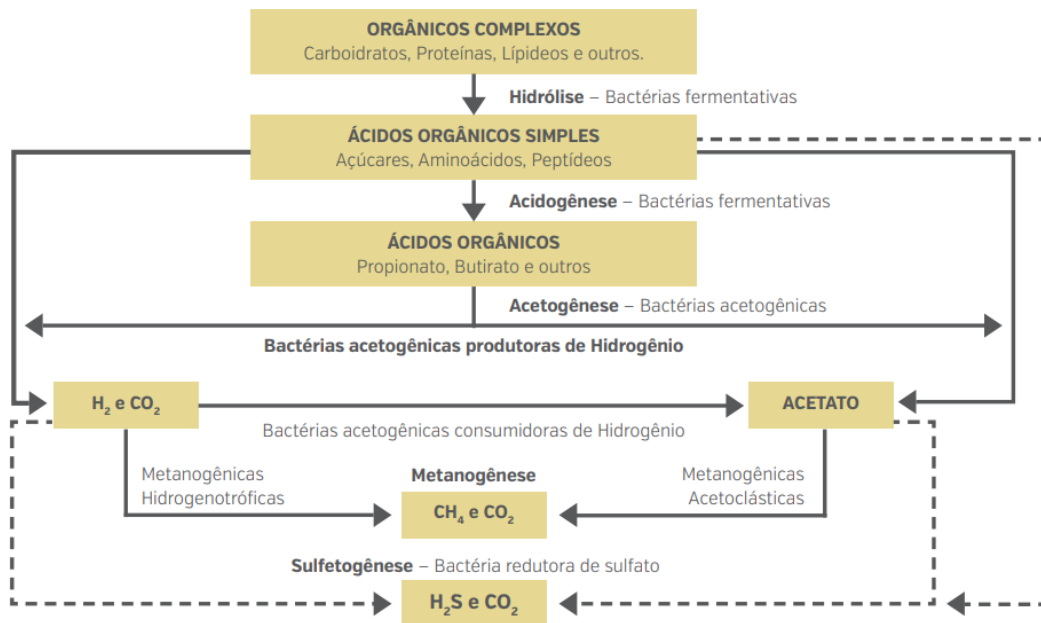 ORGÂNICOS COMPLEXOS
Carboidratos, Proteínas, Lípideos e outros.
Hidrólise – Bactérias fermentativas
ÁCIDOS ORGÂNICOS SIMPLES
Açúcares, Aminoácidos, Peptídeos
Acidogênese – Bactérias fermentativas
ÁCIDOS ORGÂNICOS
Propionato, Butirato e outros
Acetogênese – Bactérias acetogênicas
Bactérias acetogênicas produtoras de Hidrogênio
H₂ e CO₂
ACETATO
Bactérias acetogênicas consumidoras de Hidrogênio
Metanogênicas
Hidrogenotróficas
Metanogênese
Metanogênicas
Acetoclásticas
CH₄ e CO₂
Sulfetogênese – Bactéria redutora de sulfato
H₂S e CO₂